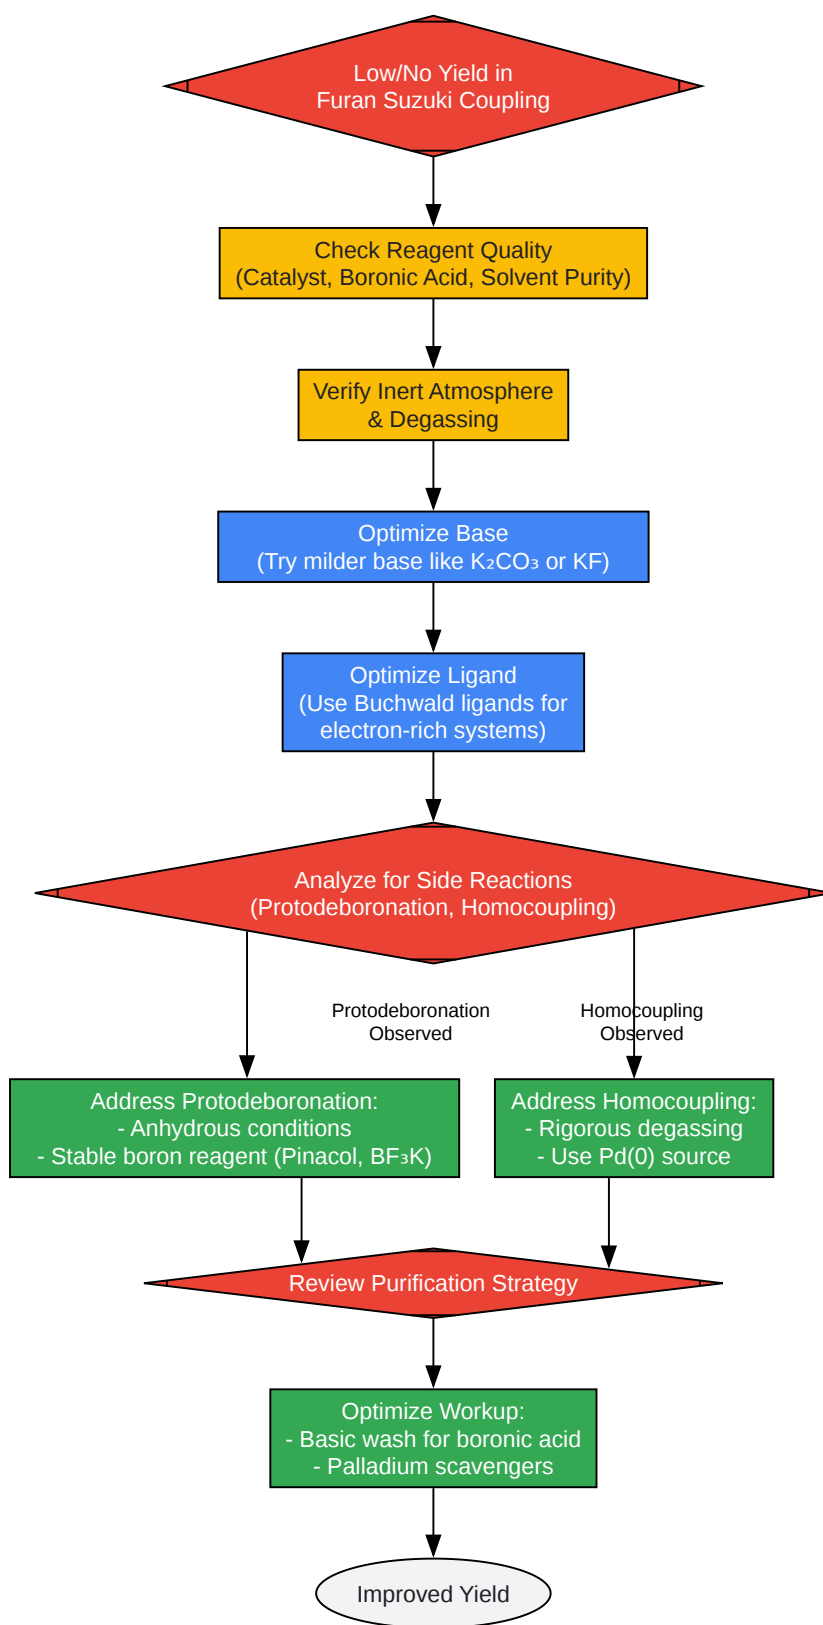 Low/No Yield in
Furan Suzuki Coupling
Check Reagent Quality
(Catalyst, Boronic Acid, Solvent Purity)
Verify Inert Atmosphere
& Degassing
Optimize Base
(Try milder base like K₂CO₃ or KF)
Optimize Ligand
(Use Buchwald ligands for
electron-rich systems)
Analyze for Side Reactions
(Protodeboronation, Homocoupling)
Protodeboronation
Observed
Homocoupling
Observed
Address Protodeboronation:
- Anhydrous conditions
- Stable boron reagent (Pinacol, BF₃K)
Address Homocoupling:
- Rigorous degassing
- Use Pd(0) source
Review Purification Strategy
Optimize Workup:
- Basic wash for boronic acid
- Palladium scavengers
Improved Yield